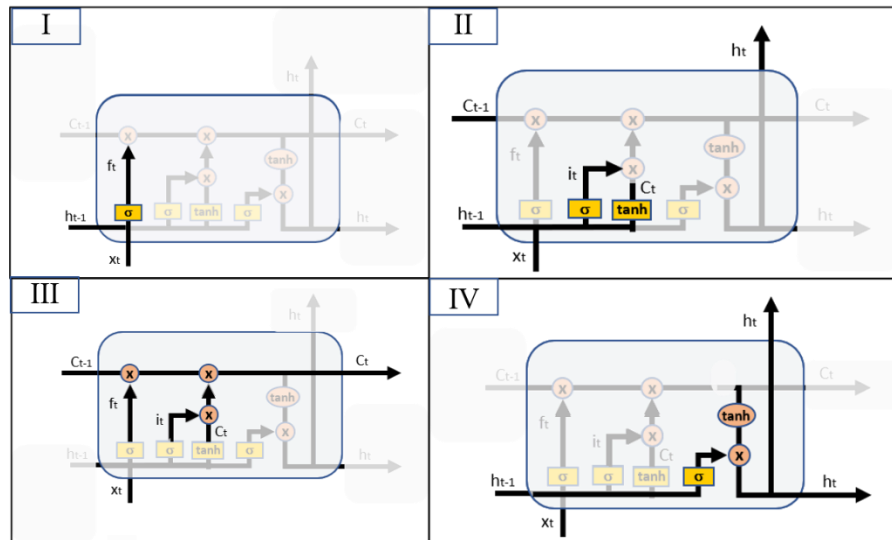 I
ht
Ct-1
x
x
Ct
tanh
ft
x
x
σ
σ
tanh
σ
ht-1
ht
xt
II
ht
Ct-1
x
x
Ct
tanh
ft
it
x
Ct
x
σ
σ
tanh
σ
ht-1
ht
xt
III
ht
Ct-1
x
x
Ct
tanh
ft
it
x
Ct
x
σ
σ
tanh
σ
ht-1
ht
xt
IV
ht
Ct-1
x
x
Ct
tanh
ft
it
x
Ct
x
σ
σ
tanh
σ
ht-1
ht
xt